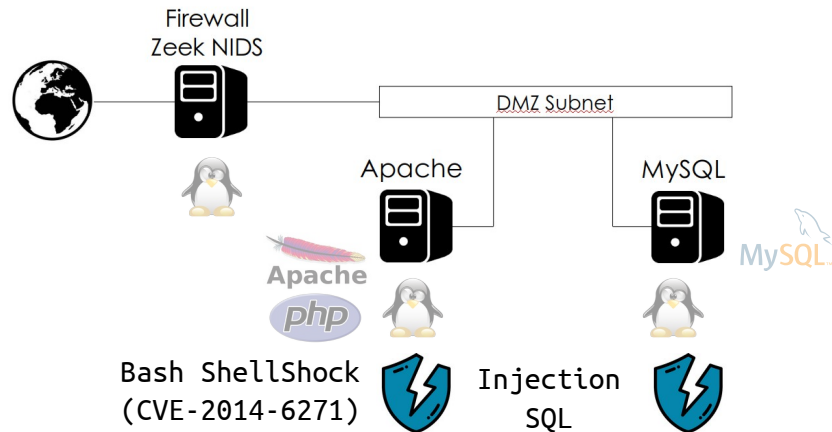 Firewall
Zeek NIDS
DMZ Subnet
Apache
MySQL
Apache
php
MySQL
Bash ShellShock
(CVE-2014-6271)
Injection
SQL